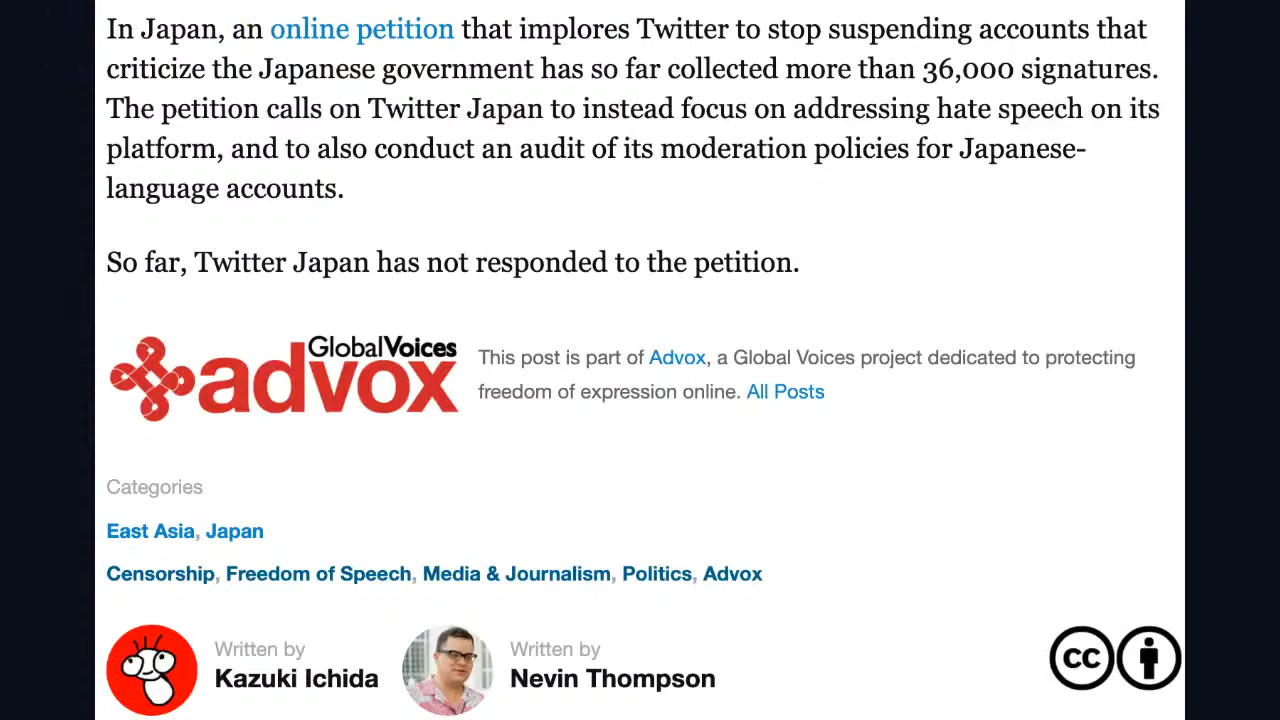 In Japan, an online petition that implores Twitter to stop suspending accounts that
criticize the Japanese government has so far collected more than 36,000 signatures.
The petition calls on Twitter Japan to instead focus on addressing hate speech on its
platform, and to also conduct an audit of its moderation policies for Japanese-
language accounts.
So far, Twitter Japan has not responded to the petition.
GlobalVoices
advox
This post is part of Advox, a Global Voices project dedicated to protecting
freedom of expression online. All Posts
Categories
East Asia, Japan
Censorship, Freedom of Speech, Media & Journalism, Politics, Advox
Written by
Kazuki Ichida
Written by
Nevin Thompson
cc